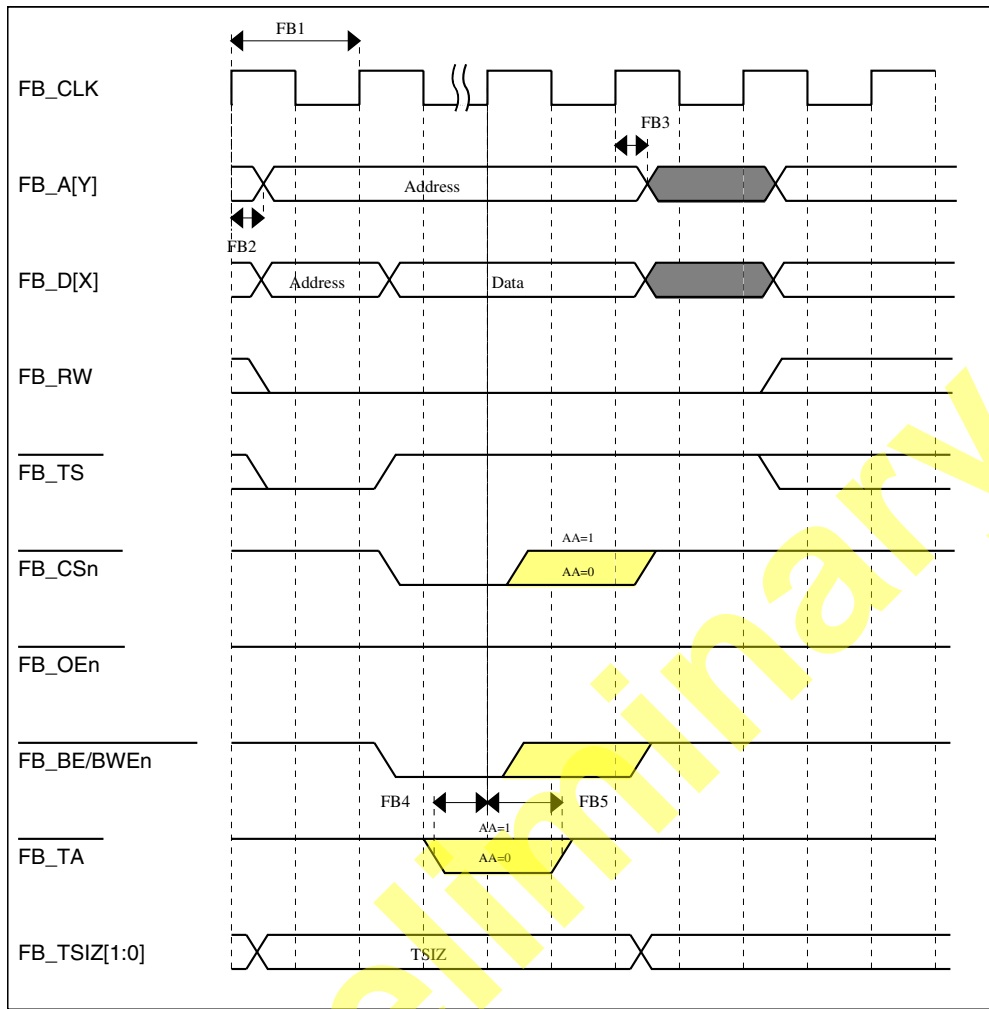 FB1
FB_CLK
FB3
FB_A[Y]
Address
FB2
FB_D[X]
Address
Data
FB_RW
FB_TS
FB_CSn
AA=1
AA=0
FB_OEn
FB_BE/BWEn
FB4
FB5
AA=1
FB_TA
AA=0
FB_TSIZ[1:0]
TSIZ
eliminary